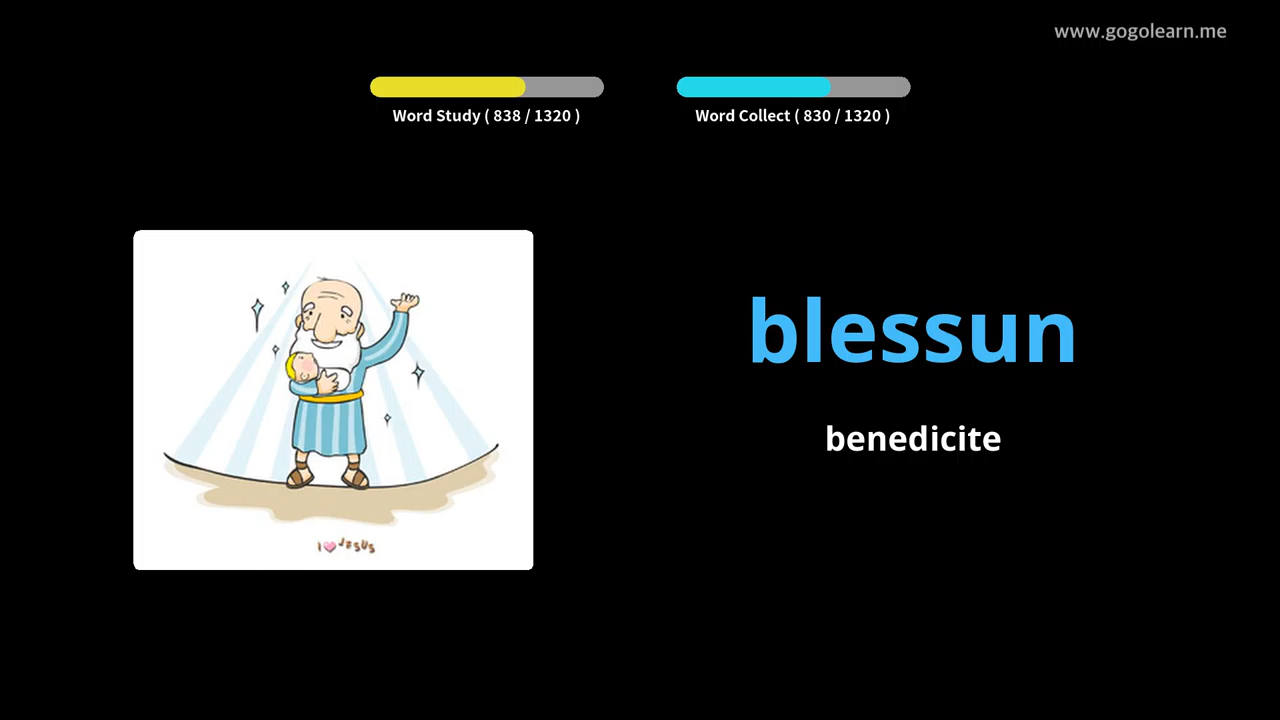 www.gogolearn.me
Word Study ( 838 / 1320 )
Word Collect ( 830 / 1320 )
blessun
benedicite
I JESUS